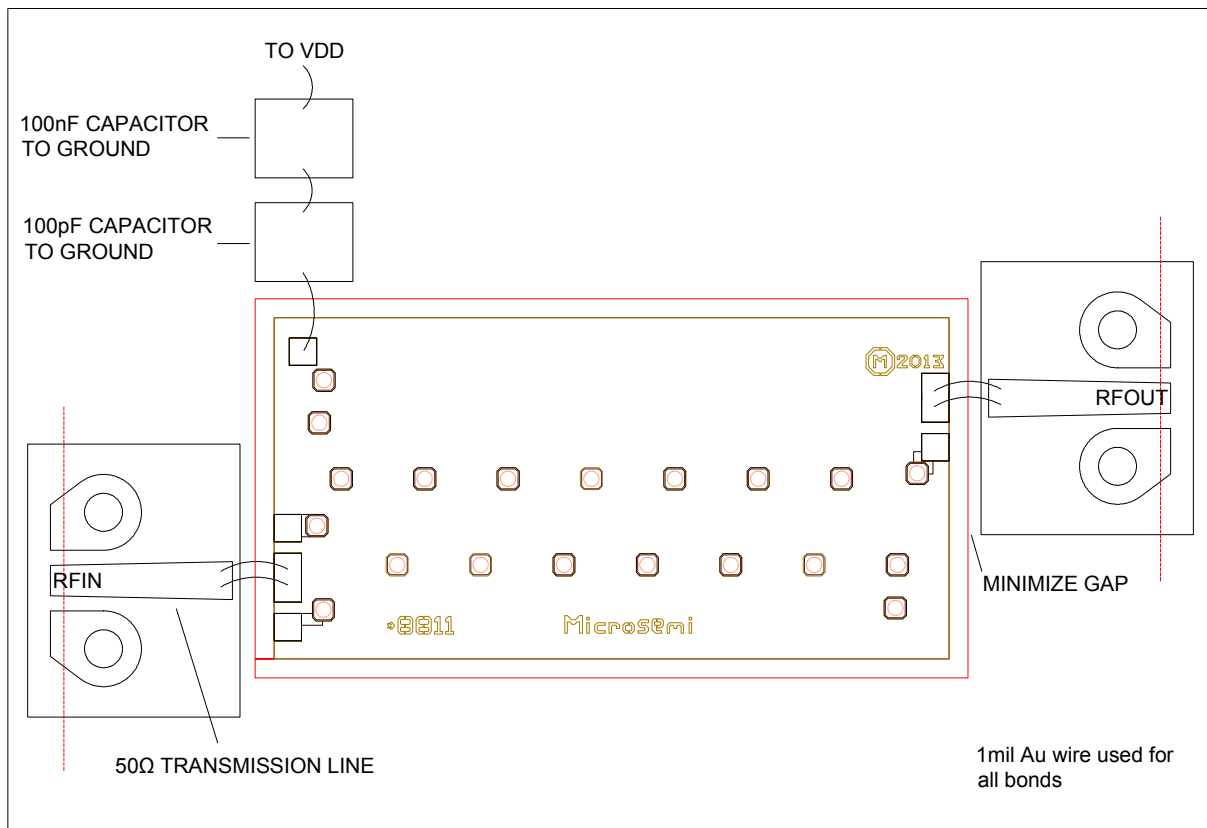 TO VDD
100nF CAPACITOR
TO GROUND
100pF CAPACITOR
TO GROUND
M 2013
RFOUT
RFIN
MINIMIZE GAP
8811 Microsemi
50Ω TRANSMISSION LINE
1mil Au wire used for
all bonds